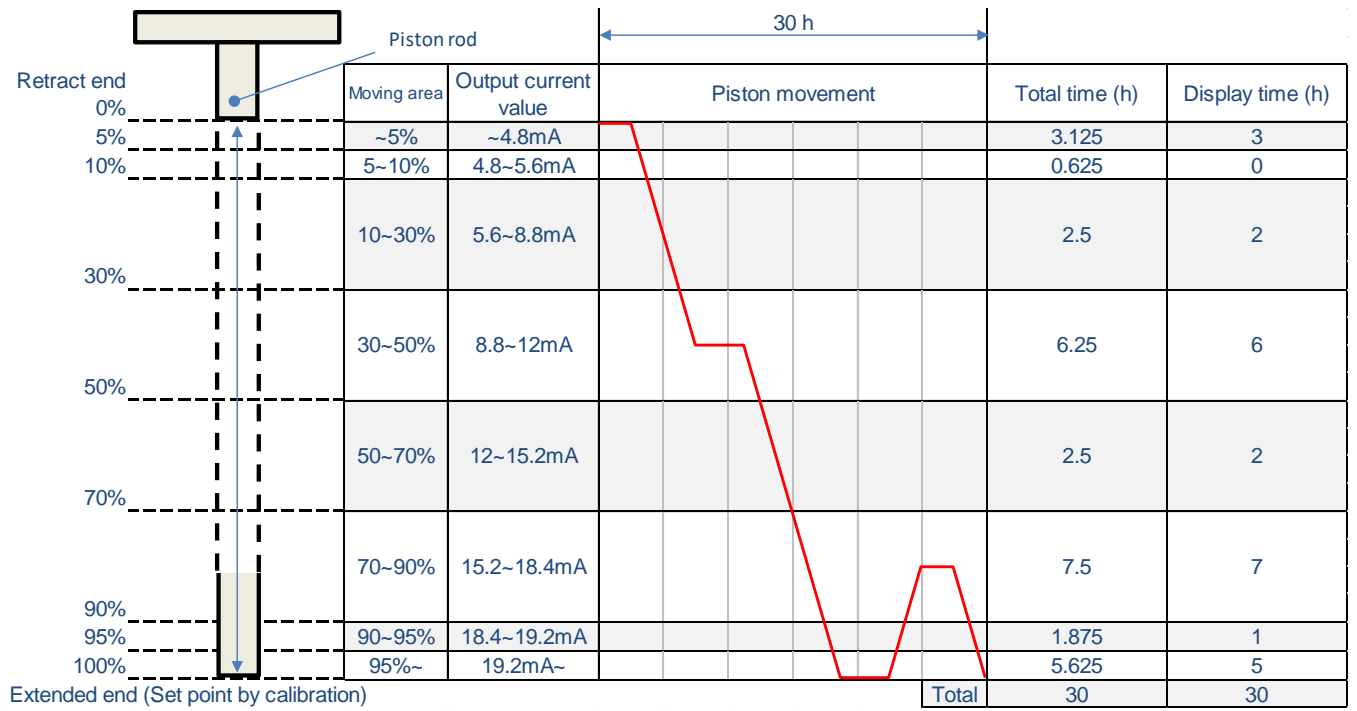 Piston rod
30 h
Retract end
0%
5%
10%
30%
50%
70%
90%
95%
100%
Extended end (Set point by calibration)
Moving area Output current value Piston movement Total time (h) Display time (h)
~5% ~4.8mA 3.125 3
5~10% 4.8~5.6mA 0.625 0
10~30% 5.6~8.8mA 2.5 2
30~50% 8.8~12mA 6.25 6
50~70% 12~15.2mA 2.5 2
70~90% 15.2~18.4mA 7.5 7
90~95% 18.4~19.2mA 1.875 1
95%~ 19.2mA~ 5.625 5
Total 30 30